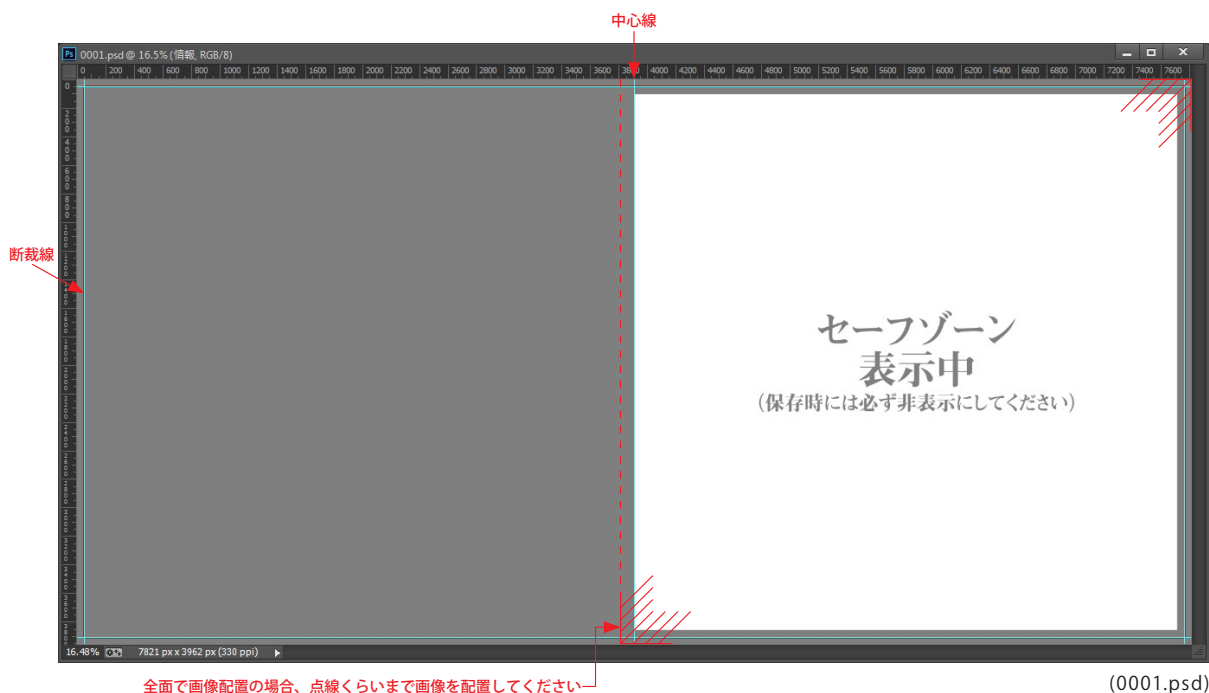 中心線
Ps 0001.psd @ 16.5% (情報, RGB/8)
0 200 400 600 800 1000 1200 1400 1600 1800 2000 2200 2400 2600 2800 3000 3200 3400 3600 4000 4200 4400 4600 4800 5000 5200 5400 5600 5800 6000 6200 6400 6600 6800 7000 7200 7400 7600
断裁線
セーフゾーン
表示中
(保存時には必ず非表示にしてください)
16.48% 7821 px x 3962 px (330 ppi)
全面で画像配置の場合、点線くらいまで画像を配置してください
(0001.psd)